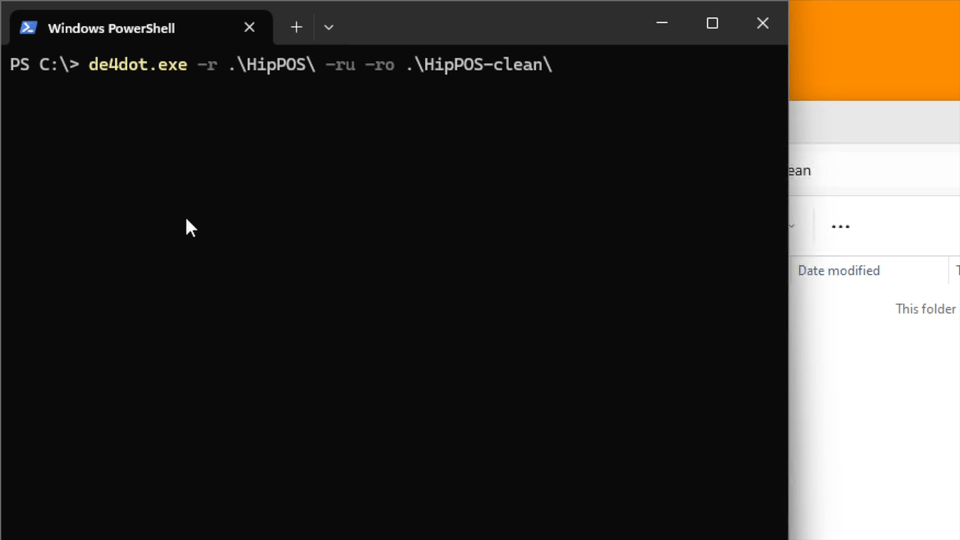 Windows PowerShell
PS C:\> de4dot.exe -r .\HipPOS\ -ru -ro .\HipPOS-clean\
ean
Date modified
This folder